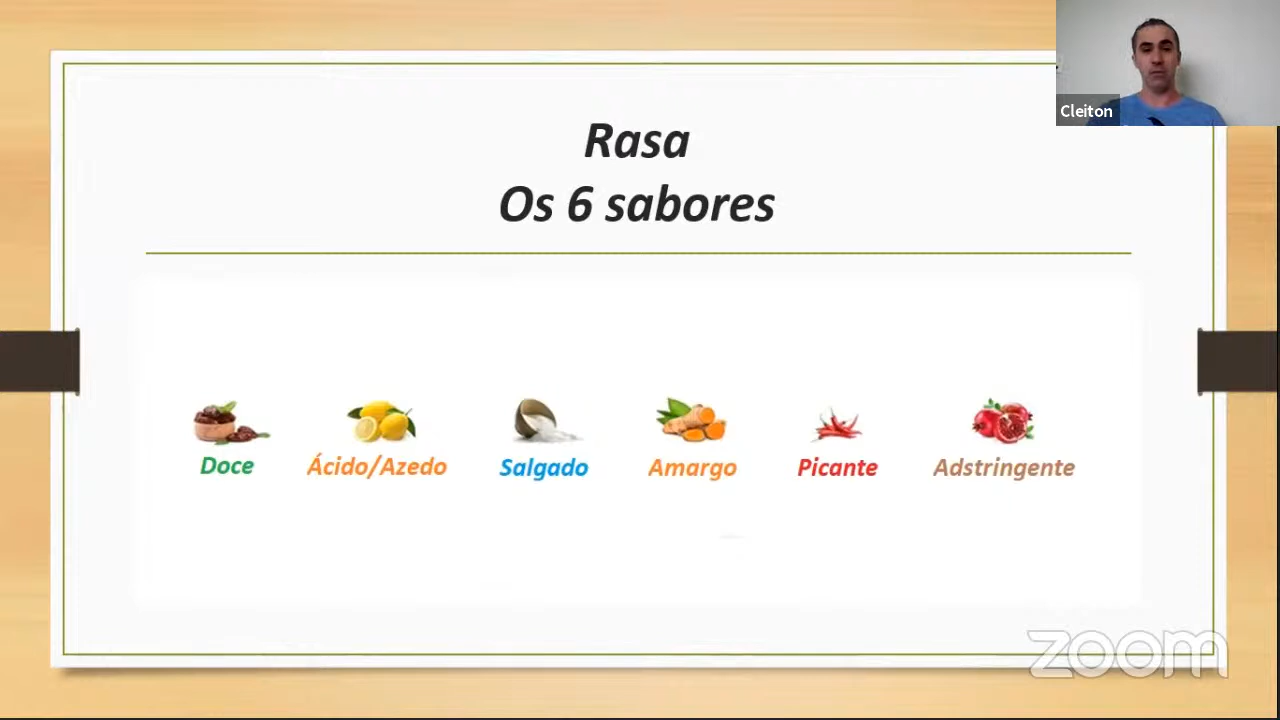 Cleiton
Rasa
Os 6 sabores
Doce
Ácido/Azedo
Salgado
Amargo
Picante
Adstringente
zoom